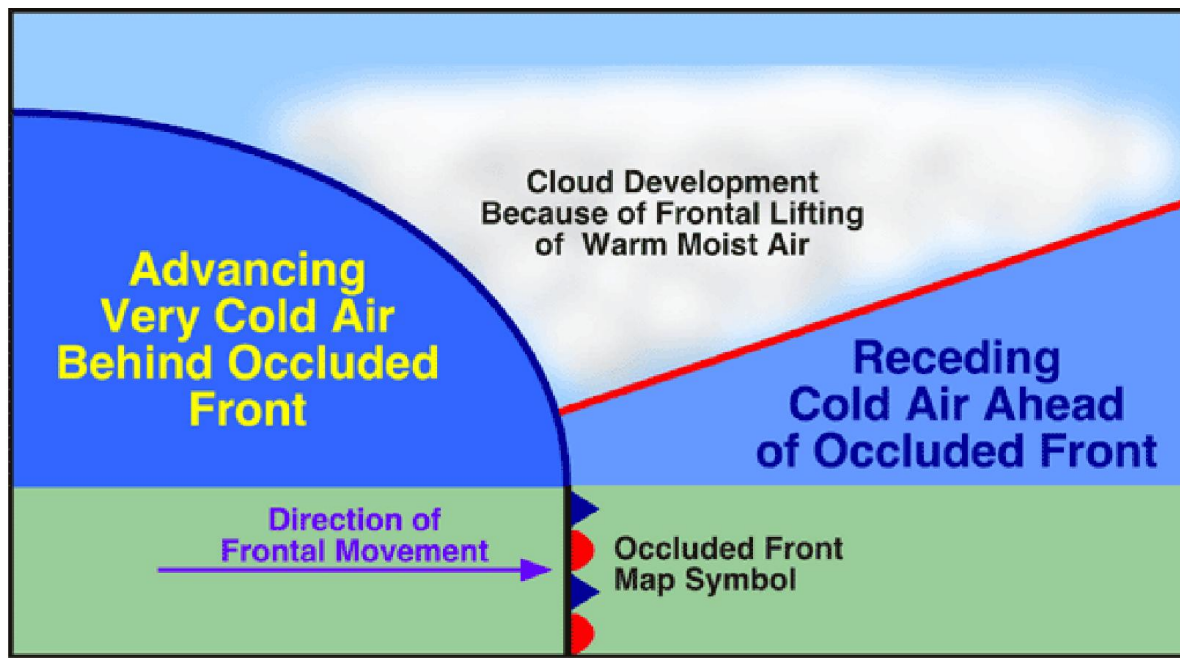 Cloud Development
Because of Frontal Lifting
of Warm Moist Air
Advancing
Very Cold Air
Behind Occluded
Front
Receding
Cold Air Ahead
of Occluded Front
Direction of
Frontal Movement
Occluded Front
Map Symbol